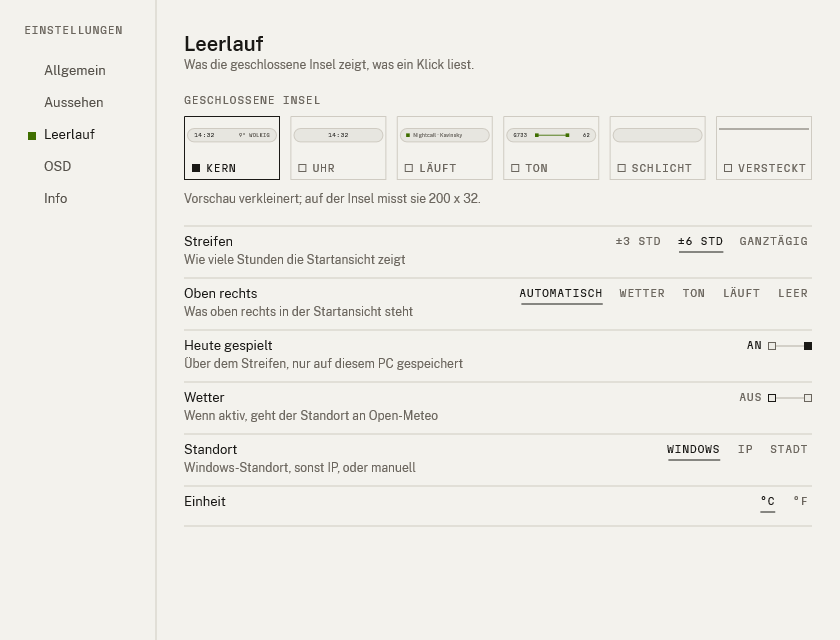 EINSTELLUNGEN
Allgemein
Aussehen
Leerlauf
OSD
Info
Leerlauf
Was die geschlossene Insel zeigt, was ein Klick liest.
GESCHLOSSENE INSEL
14:32 9° WOLKIG
14:32
Nightcall · Kavinsky
G733 62
KERN
UHR
LÄUFT
TON
SCHLICHT
VERSTECKT
Vorschau verkleinert; auf der Insel misst sie 200 x 32.
Streifen ±3 STD ±6 STD GANZTÄGIG
Wie viele Stunden die Startansicht zeigt
Oben rechts AUTOMATISCH WETTER TON LÄUFT LEER
Was oben rechts in der Startansicht steht
Heute gespielt AN
Über dem Streifen, nur auf diesem PC gespeichert
Wetter AUS
Wenn aktiv, geht der Standort an Open-Meteo
Standort WINDOWS IP STADT
Windows-Standort, sonst IP, oder manuell
Einheit °C °F